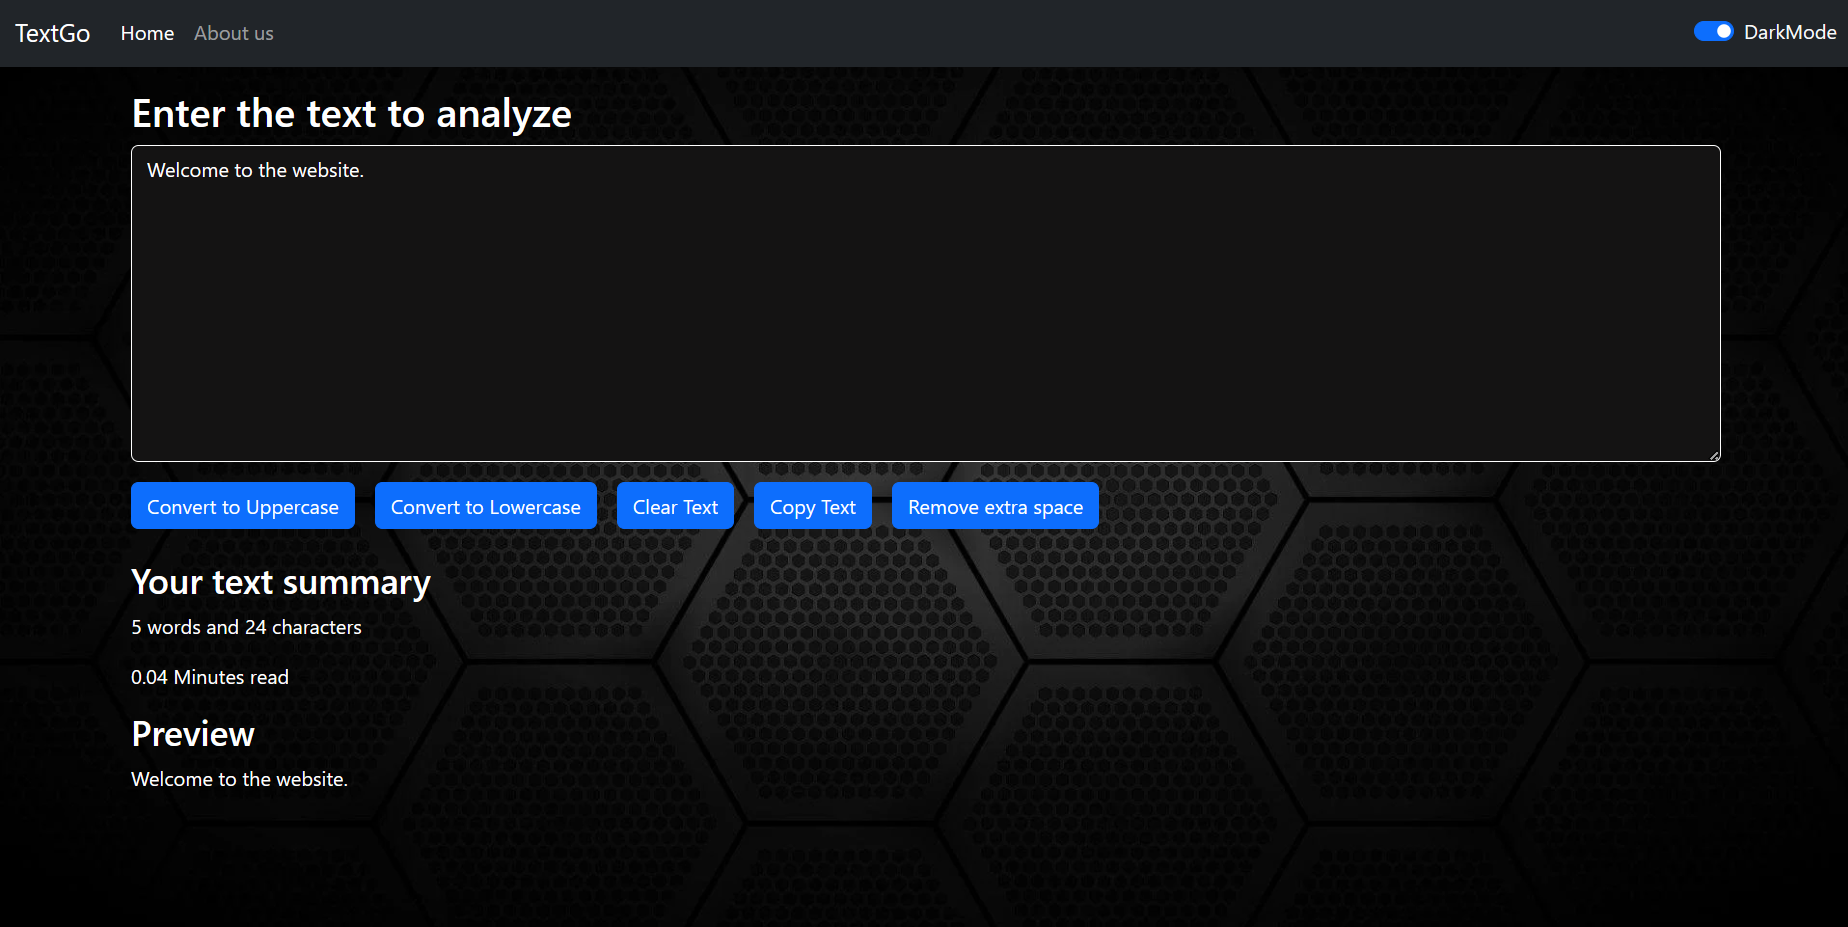 TextGo Home About us DarkMode
Enter the text to analyze
Welcome to the website.
Convert to Uppercase Convert to Lowercase Clear Text Copy Text Remove extra space
Your text summary
5 words and 24 characters
0.04 Minutes read
Preview
Welcome to the website.